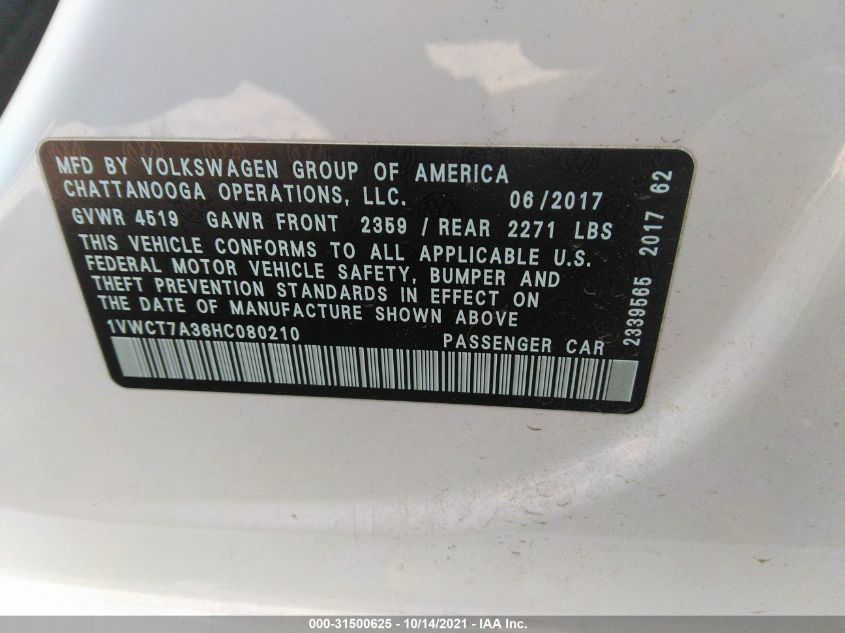 MFD BY VOLKSWAGEN GROUP OF AMERICA
CHATTANOOGA OPERATIONS, LLC. 06/2017
GVWR 4519 GAWR FRONT 2359 / REAR 2271 LBS
THIS VEHICLE CONFORMS TO ALL APPLICABLE U.S.
FEDERAL MOTOR VEHICLE SAFETY, BUMPER AND
THEFT PREVENTION STANDARDS IN EFFECT ON
THE DATE OF MANUFACTURE SHOWN ABOVE
1VWCT7A36HC080210 PASSENGER CAR
2339565 2017 62
000-31500625 - 10/14/2021 - IAA Inc.